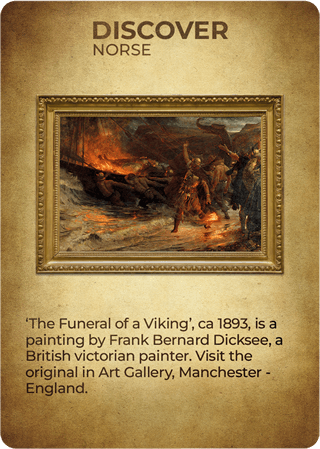 DISCOVER
NORSE
‘The Funeral of a Viking’, ca 1893, is a
painting by Frank Bernard Dicksee, a
British victorian painter. Visit the
original in Art Gallery, Manchester -
England.